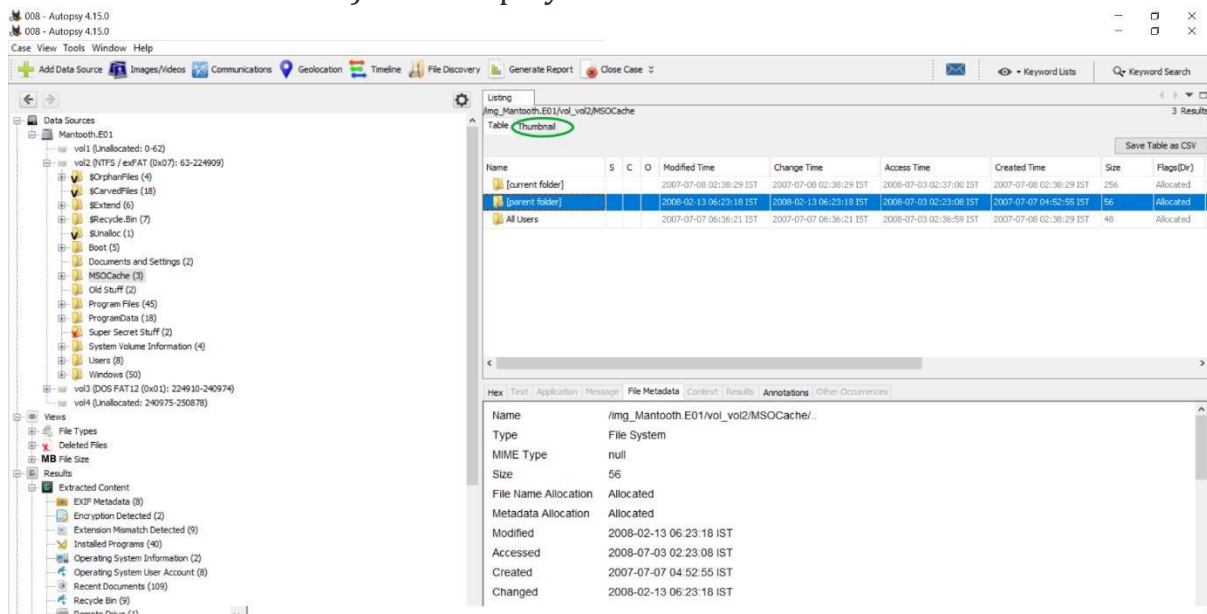 008 - Autopsy 4.15.0
008 - Autopsy 4.15.0
Case View Tools Window Help
Add Data Source Images/Videos Communications Geolocation Timeline File Discovery Generate Report Close Case Keyword Lists Keyword Search
Data Sources
Mantooth.E01
vol1 (Unallocated: 0-62)
vol2 (NTFS / exFAT (0x07): 63-224909)
$OrphanFiles (4)
$CarvedFiles (18)
$Extend (6)
$Recycle.Bin (7)
$Unalloc (1)
Boot (5)
Documents and Settings (2)
MSOCache (3)
Old Stuff (2)
Program Files (45)
ProgramData (18)
Super Secret Stuff (2)
System Volume Information (4)
Users (8)
Windows (50)
vol3 (DOS FAT12 (0x01): 224910-240974)
vol4 (Unallocated: 240975-250878)
Views
File Types
Deleted Files
MB File Size
Results
Extracted Content
EXIF Metadata (8)
Encryption Detected (2)
Extension Mismatch Detected (9)
Installed Programs (40)
Operating System Information (2)
Operating System User Account (8)
Recent Documents (109)
Recycle Bin (9)
Listing
/img_Mantooth.E01/vol_vol2/MSOCache 3 Results
Table Thumbnail
Save Table as CSV
Name S C O Modified Time Change Time Access Time Created Time Size Flags(Dir)
[current folder] 2007-07-08 02:38:29 IST 2007-07-08 02:38:29 IST 2008-07-03 02:37:00 IST 2007-07-08 02:38:29 IST 256 Allocated
[parent folder] 2008-02-13 06:23:18 IST 2008-02-13 06:23:18 IST 2008-07-03 02:23:08 IST 2007-07-07 04:52:55 IST 56 Allocated
All Users 2007-07-07 06:36:21 IST 2007-07-07 06:36:21 IST 2008-07-03 02:36:59 IST 2007-07-08 02:38:29 IST 48 Allocated
Hex Text Application Message File Metadata Context Results Annotations Other Occurrences
Name /img_Mantooth.E01/vol_vol2/MSOCache/..
Type File System
MIME Type null
Size 56
File Name Allocation Allocated
Metadata Allocation Allocated
Modified 2008-02-13 06:23:18 IST
Accessed 2008-07-03 02:23:08 IST
Created 2007-07-07 04:52:55 IST
Changed 2008-02-13 06:23:18 IST